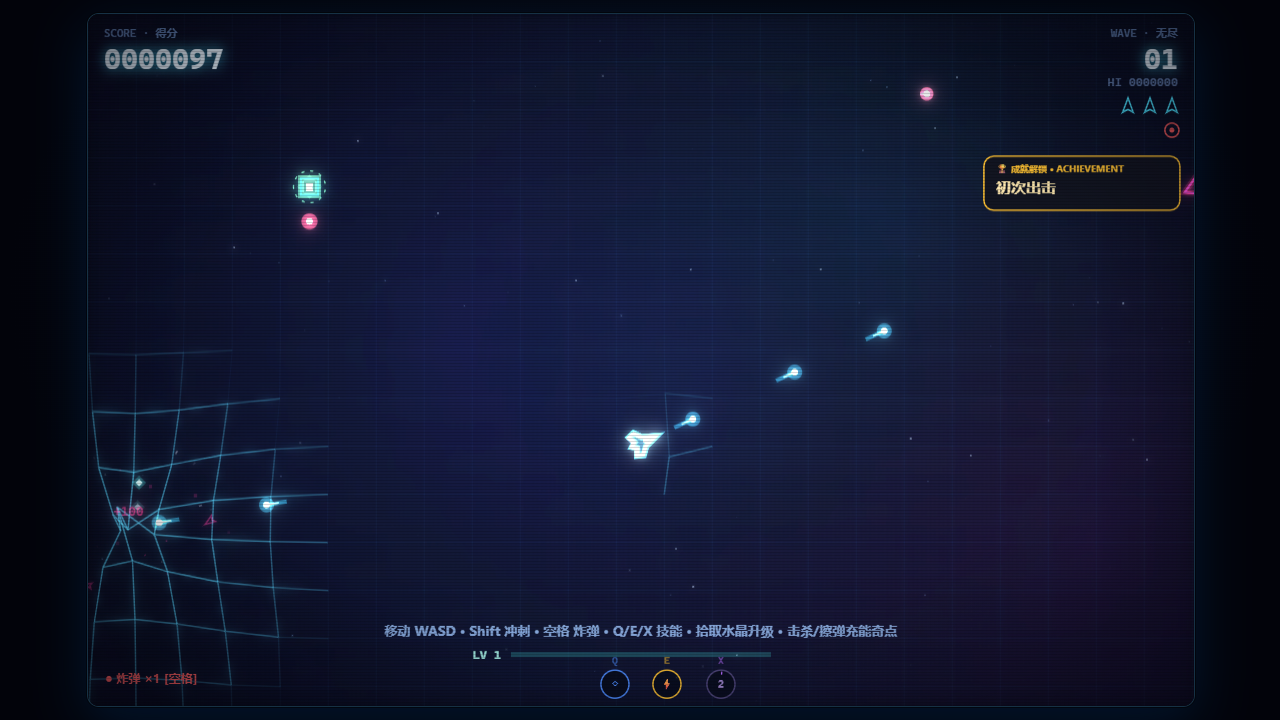 SCORE · 得分
0000097
WAVE · 无尽
01
HI 0000000
成就解锁 • ACHIEVEMENT
初次出击
+100
移动 WASD • Shift 冲刺 • 空格 炸弹 • Q/E/X 技能 • 拾取水晶升级 • 击杀/擦弹充能奇点
LV 1
Q E X
2
炸弹 ×1 [空格]